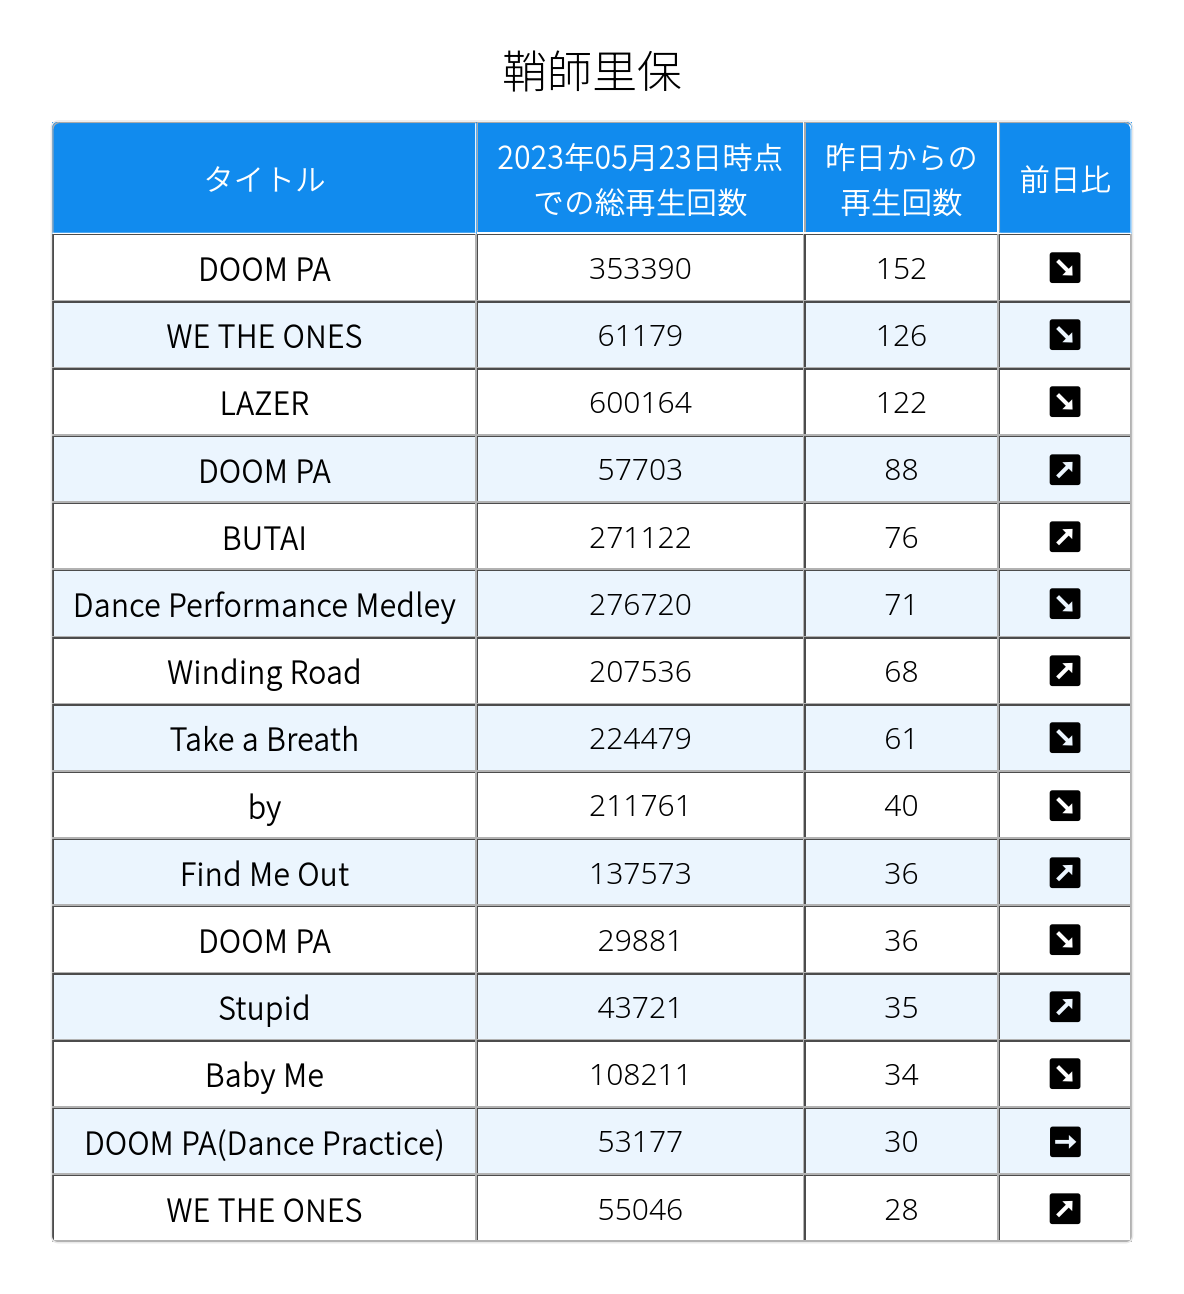 鞘師里保
タイトル 2023年05月23日時点での総再生回数 昨日からの再生回数 前日比
DOOM PA 353390 152 ↘
WE THE ONES 61179 126 ↘
LAZER 600164 122 ↘
DOOM PA 57703 88 ↗
BUTAI 271122 76 ↗
Dance Performance Medley 276720 71 ↘
Winding Road 207536 68 ↗
Take a Breath 224479 61 ↘
by 211761 40 ↘
Find Me Out 137573 36 ↗
DOOM PA 29881 36 ↘
Stupid 43721 35 ↗
Baby Me 108211 34 ↘
DOOM PA(Dance Practice) 53177 30 →
WE THE ONES 55046 28 ↗